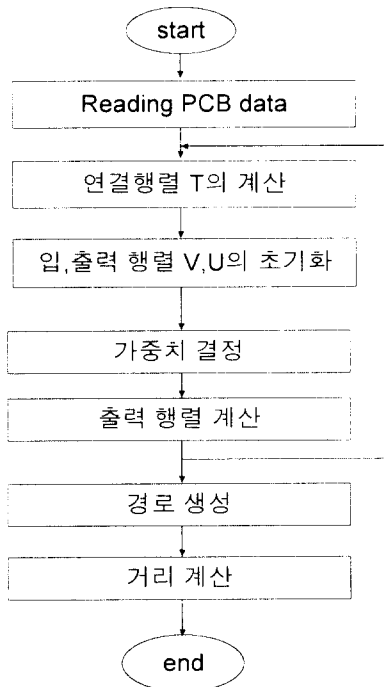 start
Reading PCB data
연결행렬 T의 계산
입,출력 행렬 V,U의 초기화
가중치 결정
출력 행렬 계산
경로 생성
거리 계산
end